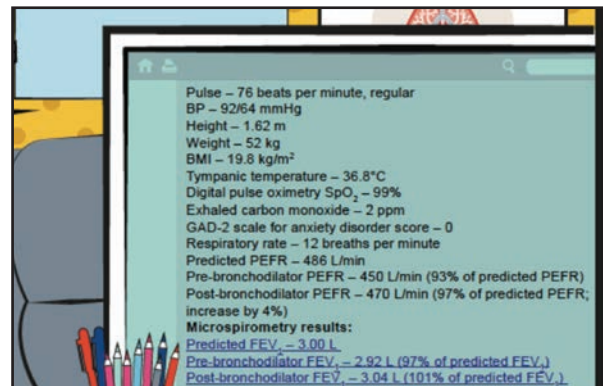 Pulse – 76 beats per minute, regular
BP – 92/64 mmHg
Height – 1.62 m
Weight – 52 kg
BMI – 19.8 kg/m²
Tympanic temperature – 36.8°C
Digital pulse oximetry SpO₂ – 99%
Exhaled carbon monoxide – 2 ppm
GAD-2 scale for anxiety disorder score – 0
Respiratory rate – 12 breaths per minute
Predicted PEFR – 486 L/min
Pre-bronchodilator PEFR – 450 L/min (93% of predicted PEFR)
Post-bronchodilator PEFR – 470 L/min (97% of predicted PEFR;
increase by 4%)
Microspirometry results:
Predicted FEV₁ – 3.00 L
Pre-bronchodilator FEV₁ – 2.92 L (97% of predicted FEV₁)
Post-bronchodilator FEV₁ – 3.04 L (101% of predicted FEV₁)